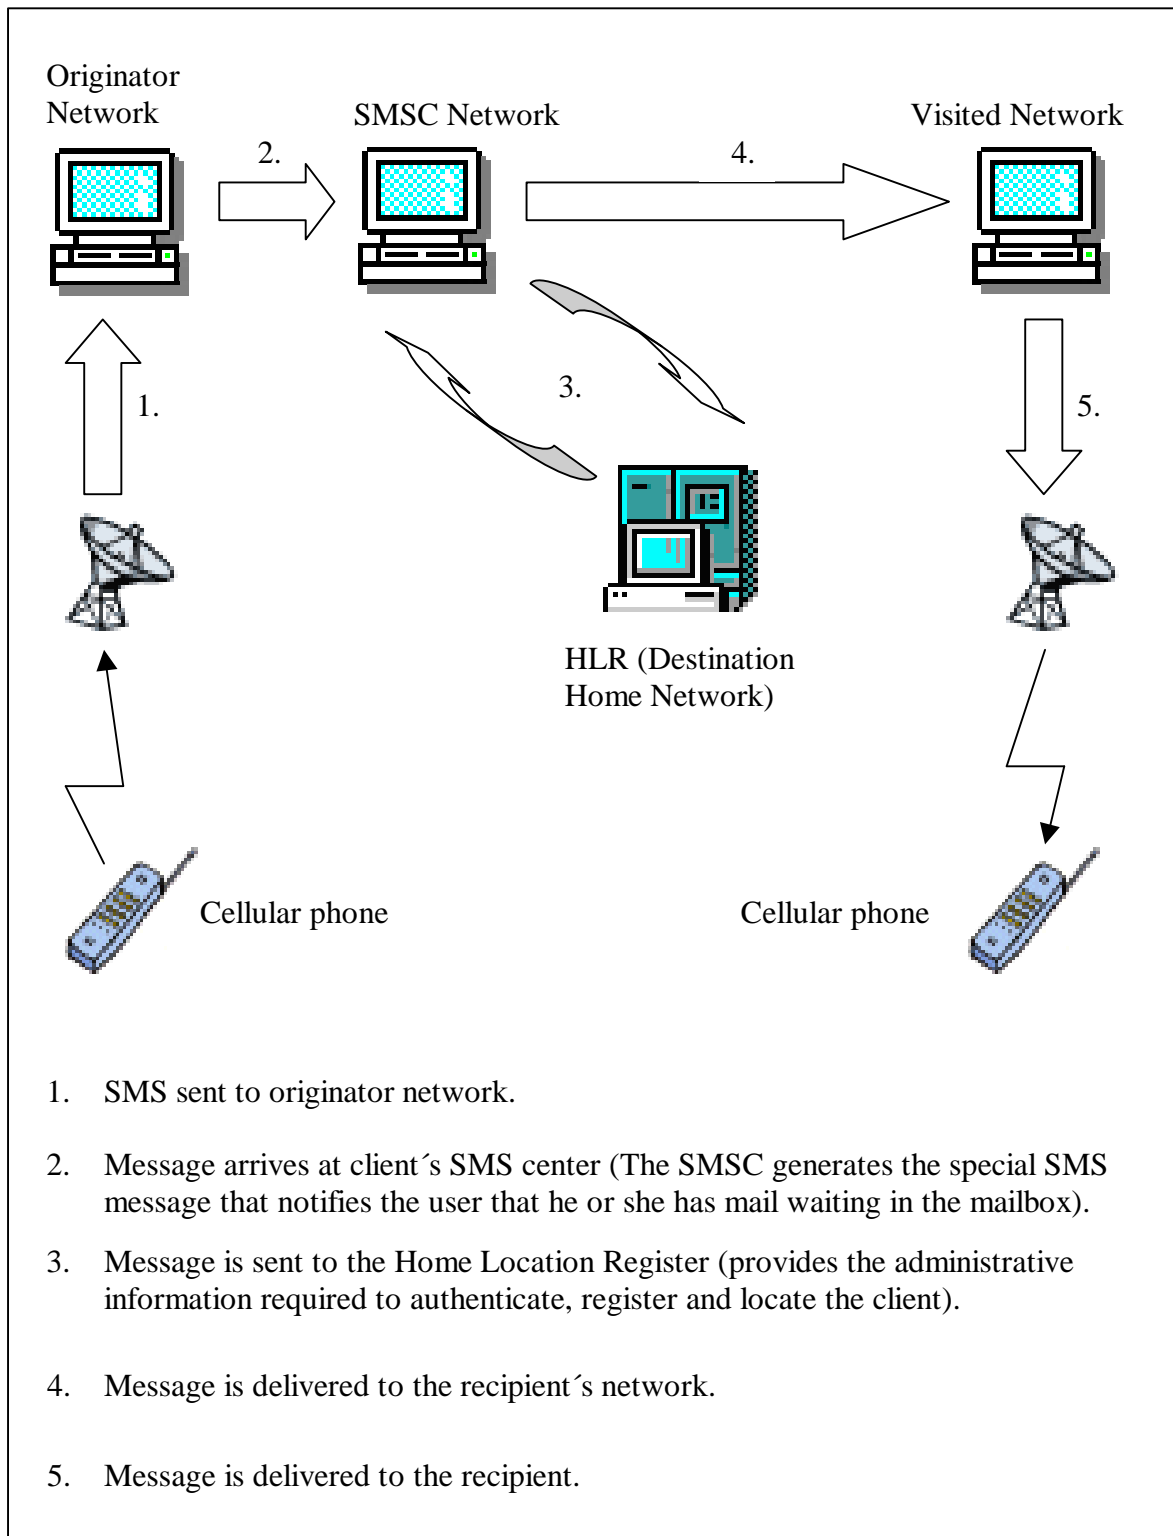 Originator
Network
SMSC Network
Visited Network
2.
4.
1.
3.
5.
HLR (Destination
Home Network)
Cellular phone
Cellular phone
1. SMS sent to originator network.
2. Message arrives at client´s SMS center (The SMSC generates the special SMS
message that notifies the user that he or she has mail waiting in the mailbox).
3. Message is sent to the Home Location Register (provides the administrative
information required to authenticate, register and locate the client).
4. Message is delivered to the recipient´s network.
5. Message is delivered to the recipient.